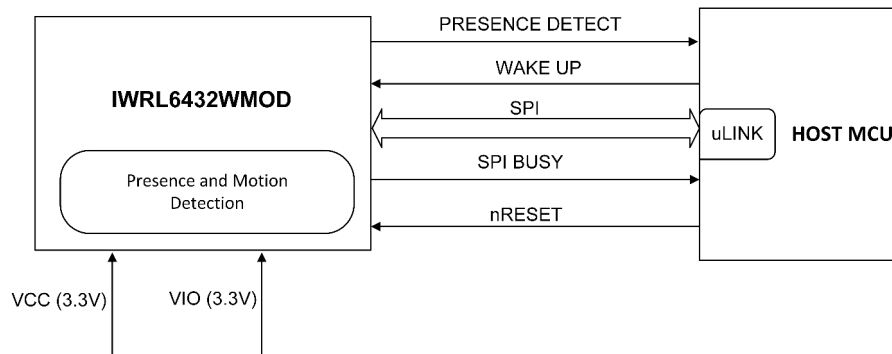 PRESENCE DETECT
WAKE UP
IWRL6432WMOD
SPI
uLINK
HOST MCU
Presence and Motion
Detection
SPI BUSY
nRESET
VCC (3.3V)
VIO (3.3V)